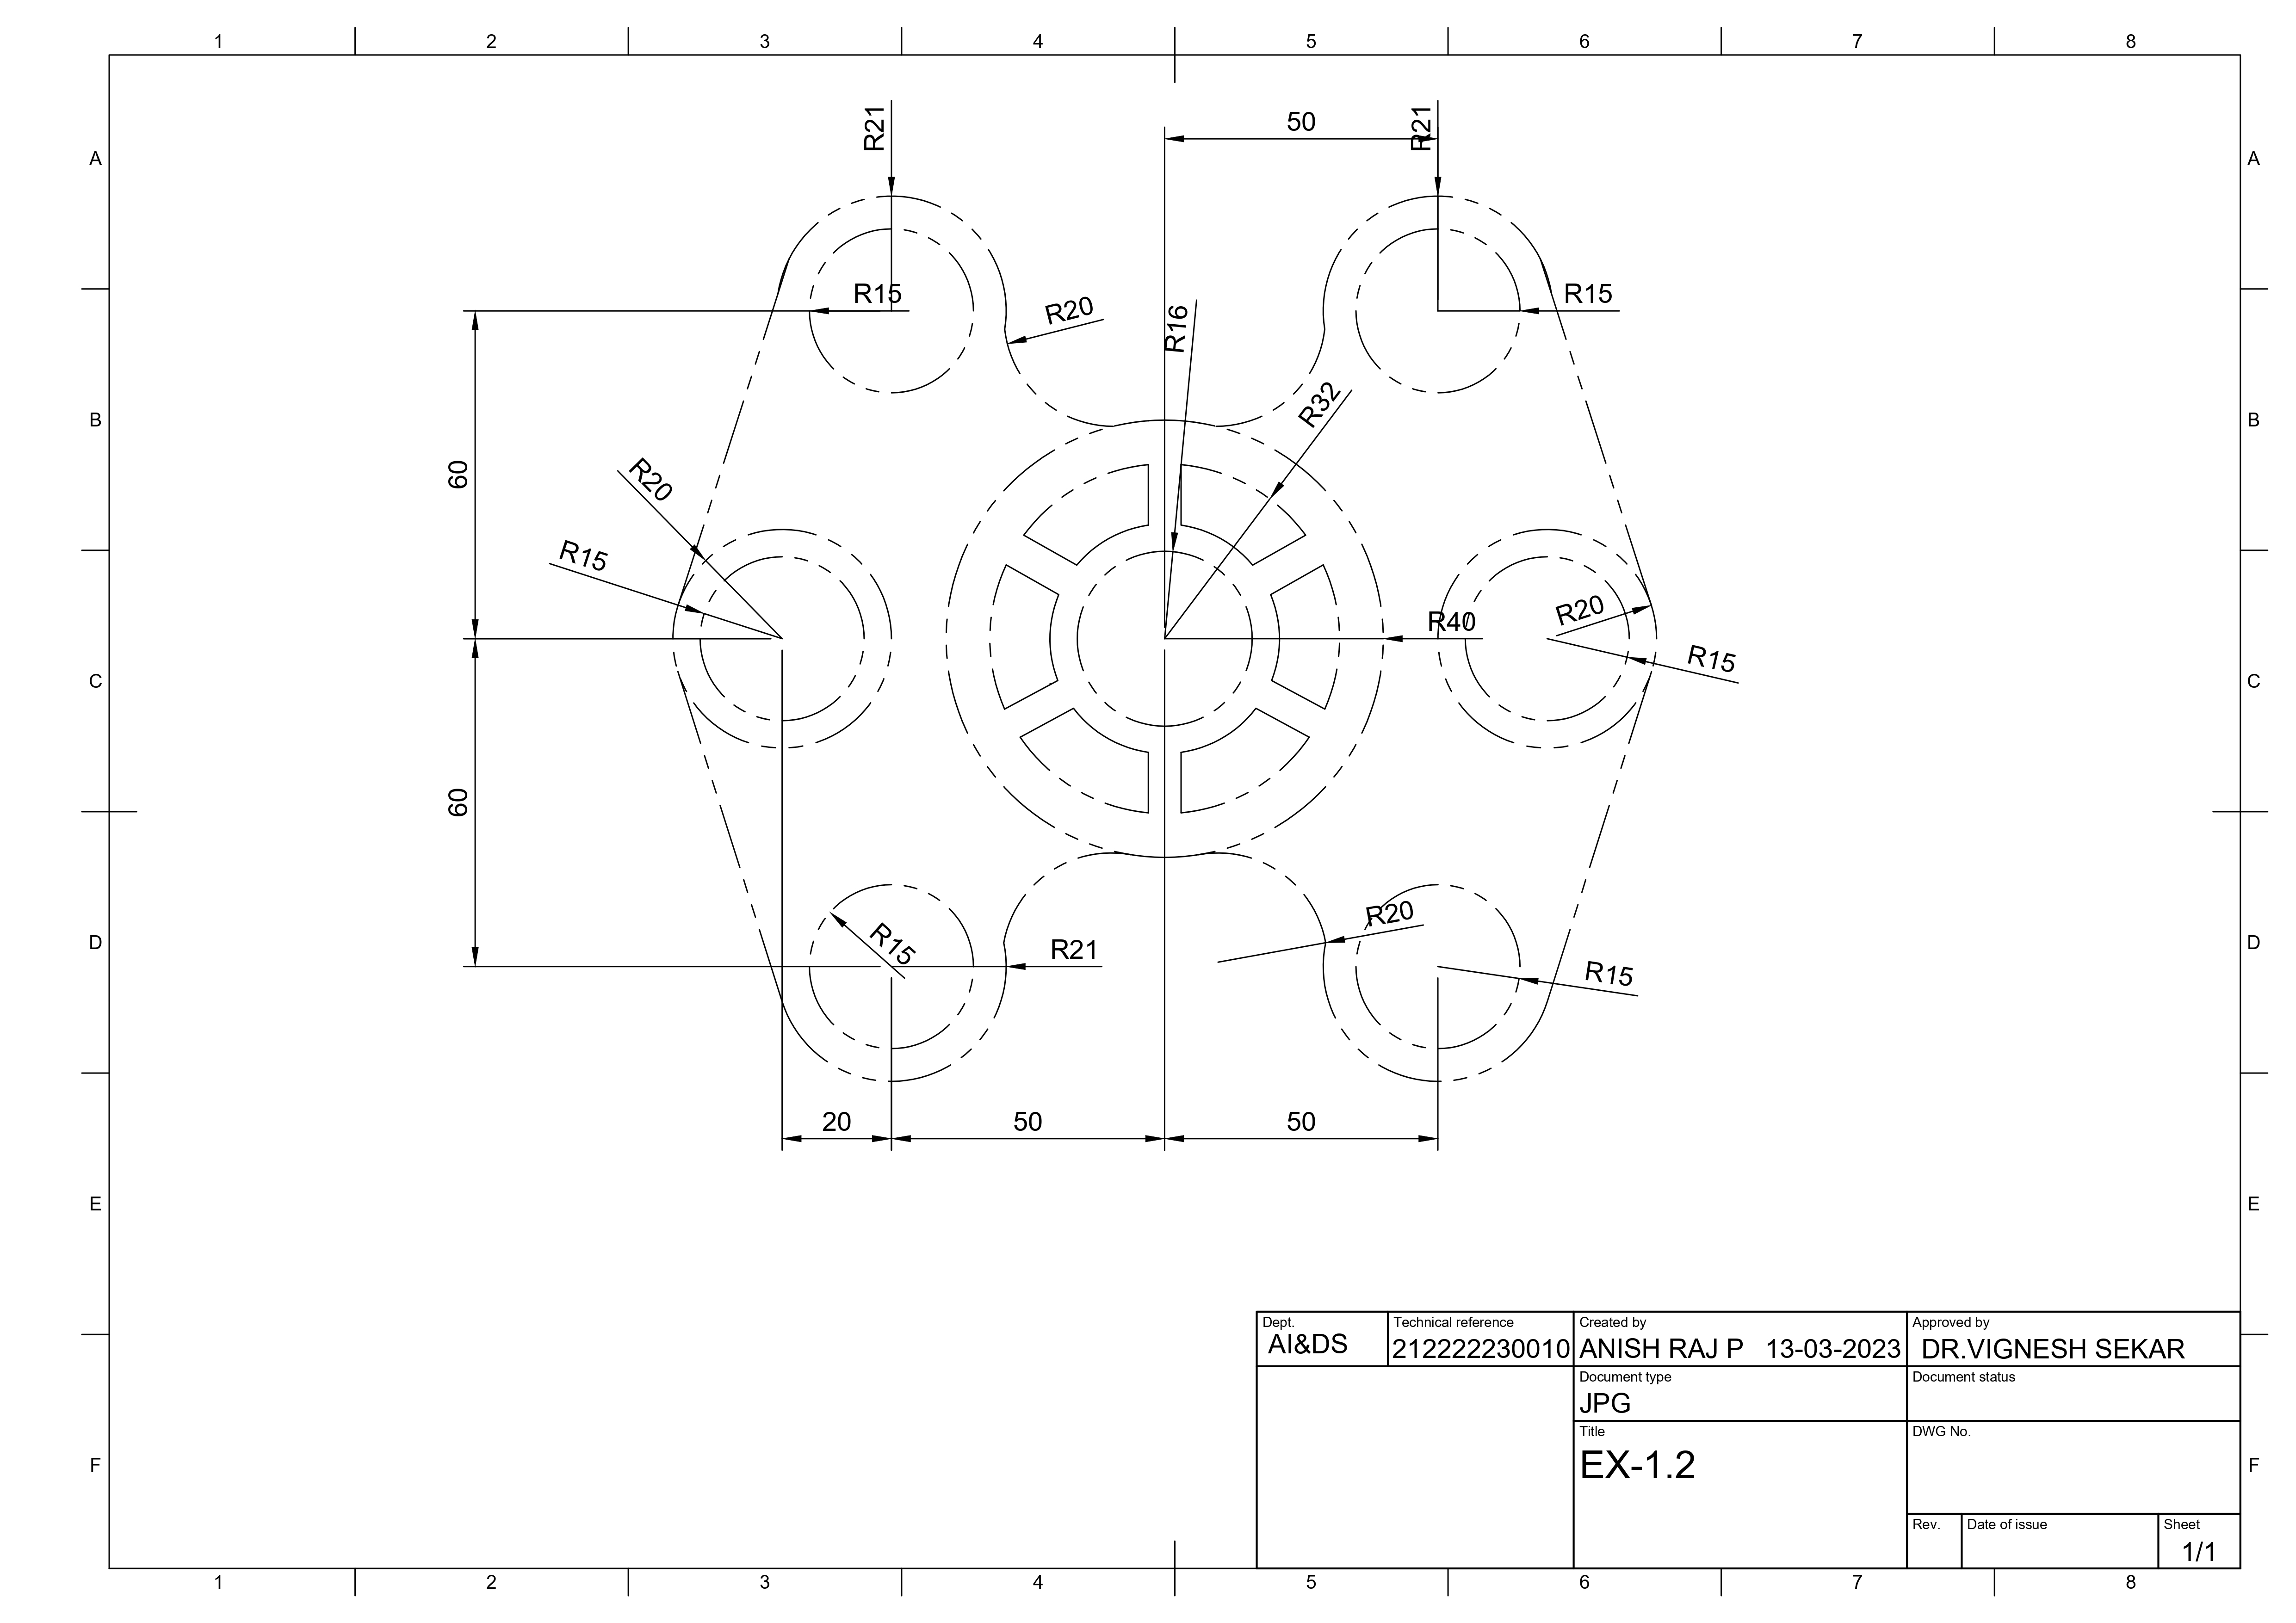 1 2 3 4 5 6 7 8
R21 50 R21
A A
R15 R20 R16 R15
R32
B B
60 R20
R15 R20
R40
R15
C C
60
R20
D D
R15 R21
R15
20 50 50
E E
Dept. Technical reference Created by Approved by
AI&DS 212222230010 ANISH RAJ P 13-03-2023 DR.VIGNESH SEKAR
Document type Document status
JPG
Title DWG No.
EX-1.2
F F
Rev. Date of issue Sheet
1/1
1 2 3 4 5 6 7 8